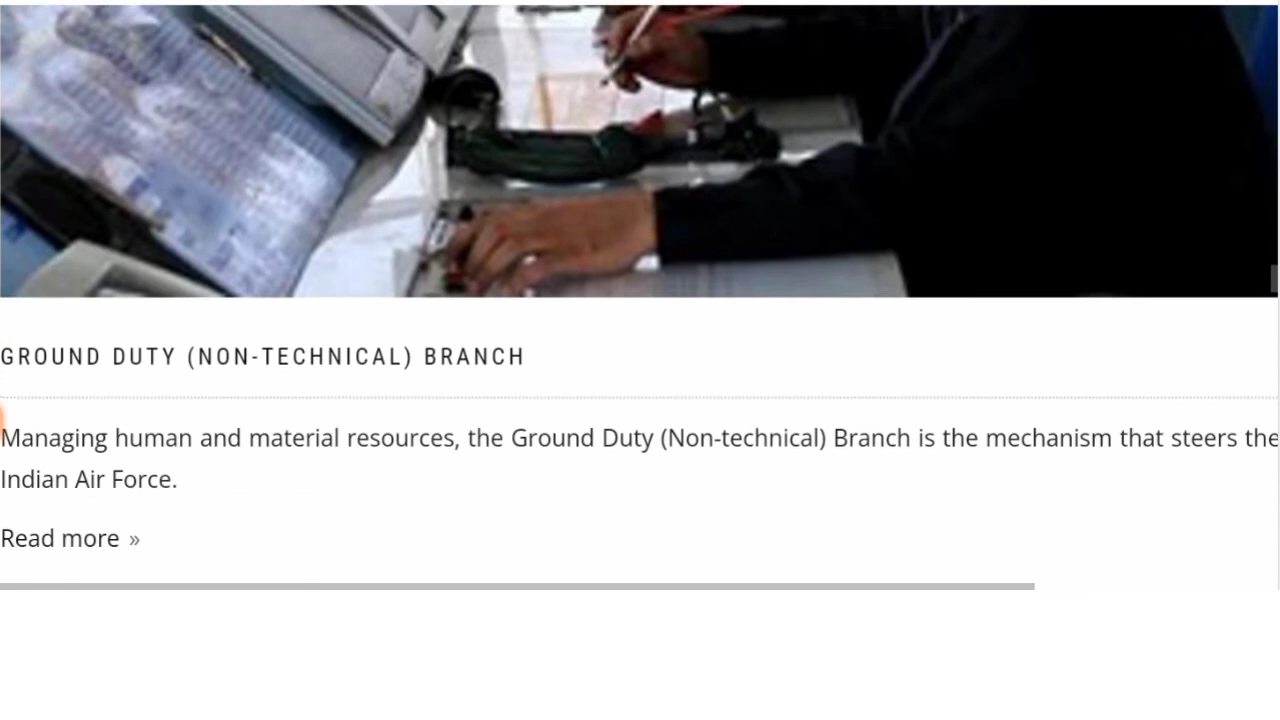 GROUND DUTY (NON-TECHNICAL) BRANCH
Managing human and material resources, the Ground Duty (Non-technical) Branch is the mechanism that steers the
Indian Air Force.
Read more »